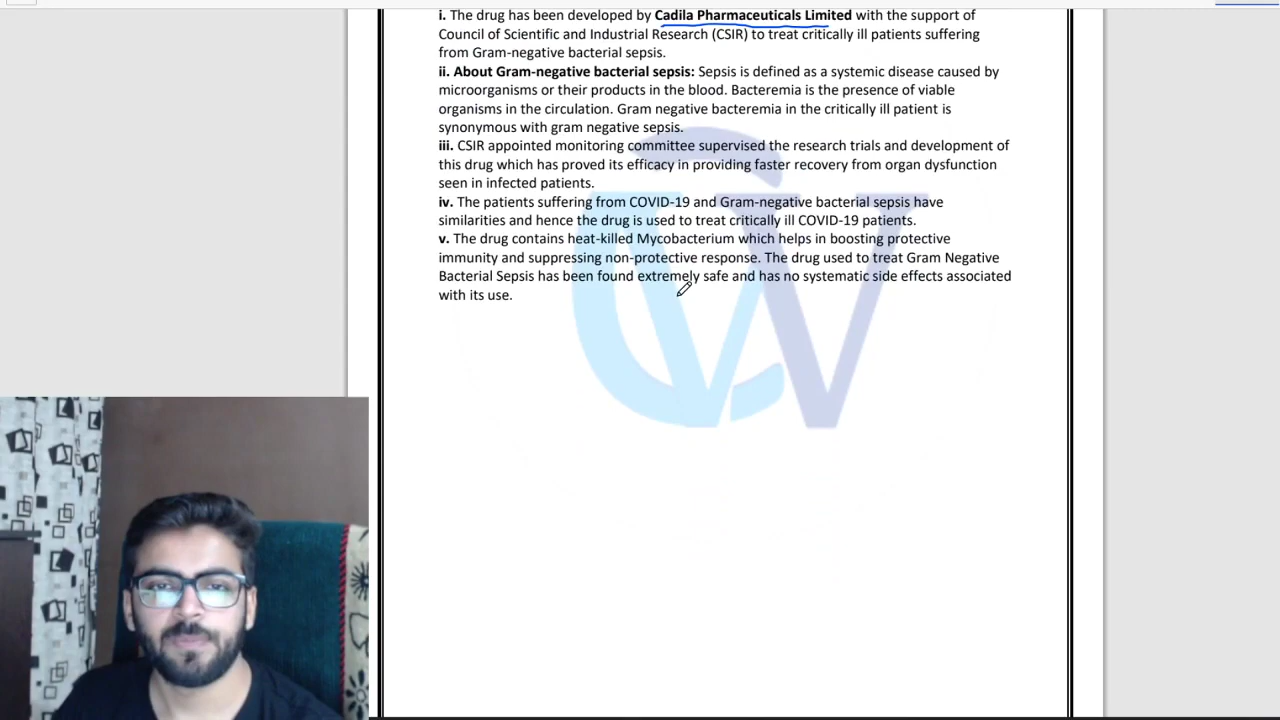 i. The drug has been developed by Cadila Pharmaceuticals Limited with the support of
Council of Scientific and Industrial Research (CSIR) to treat critically ill patients suffering
from Gram-negative bacterial sepsis.
ii. About Gram-negative bacterial sepsis: Sepsis is defined as a systemic disease caused by
microorganisms or their products in the blood. Bacteremia is the presence of viable
organisms in the circulation. Gram negative bacteremia in the critically ill patient is
synonymous with gram negative sepsis.
iii. CSIR appointed monitoring committee supervised the research trials and development of
this drug which has proved its efficacy in providing faster recovery from organ dysfunction
seen in infected patients.
iv. The patients suffering from COVID-19 and Gram-negative bacterial sepsis have
similarities and hence the drug is used to treat critically ill COVID-19 patients.
v. The drug contains heat-killed Mycobacterium which helps in boosting protective
immunity and suppressing non-protective response. The drug used to treat Gram Negative
Bacterial Sepsis has been found extremely safe and has no systematic side effects associated
with its use.
CW